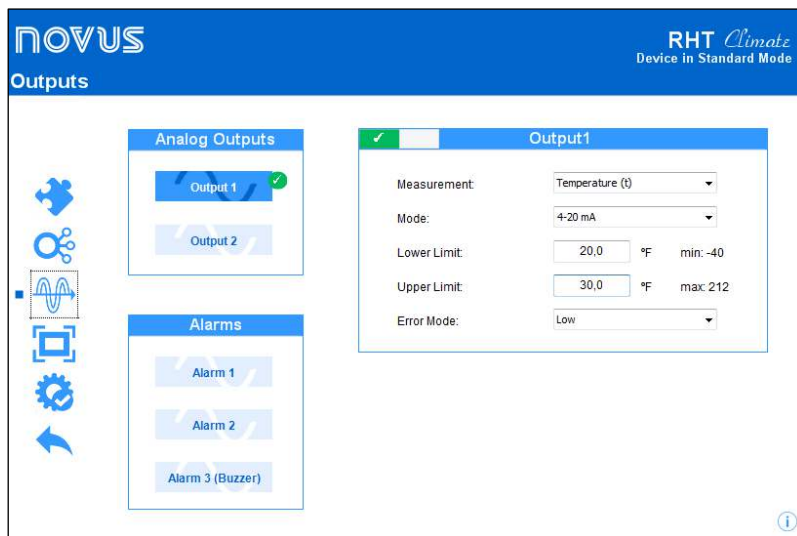 novus
RHT Climate
Device in Standard Mode
Outputs
Analog Outputs
Output 1
Output 2
Alarms
Alarm 1
Alarm 2
Alarm 3 (Buzzer)
Output1
Measurement: Temperature (t)
Mode: 4-20 mA
Lower Limit: 20,0 °F min: -40
Upper Limit: 30,0 °F max: 212
Error Mode: Low
i